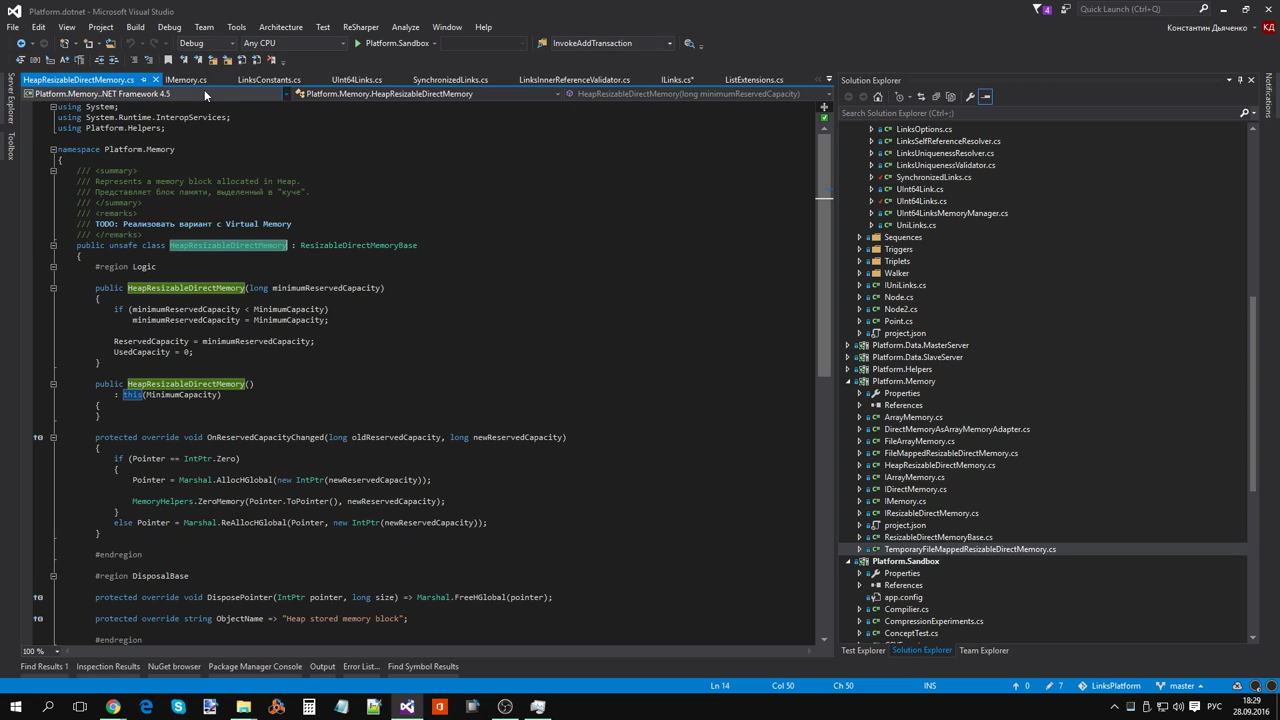 Platform.dotnet - Microsoft Visual Studio
4
Quick Launch (Ctrl+;)
File Edit View Project Build Debug Team Tools Architecture Test ReSharper Analyze Window Help
Константин Дьяченко КД
Debug Any CPU Platform.Sandbox InvokeAddTransaction
HeapResizableDirectMemory.cs IMemory.cs LinksConstants.cs UInt64Links.cs SynchronizedLinks.cs LinksInnerReferenceValidator.cs ILinks.cs* ListExtensions.cs
Platform.Memory..NET Framework 4.5 Platform.Memory.HeapResizableDirectMemory HeapResizableDirectMemory(long minimumReservedCapacity)
Server Explorer
Toolbox
using System;
using System.Runtime.InteropServices;
using Platform.Helpers;
namespace Platform.Memory
{
/// <summary>
/// Represents a memory block allocated in Heap.
/// Представляет блок памяти, выделенный в "куче".
/// </summary>
/// <remarks>
/// TODO: Реализовать вариант с Virtual Memory
/// </remarks>
public unsafe class HeapResizableDirectMemory : ResizableDirectMemoryBase
{
#region Logic
public HeapResizableDirectMemory(long minimumReservedCapacity)
{
if (minimumReservedCapacity < MinimumCapacity)
minimumReservedCapacity = MinimumCapacity;
ReservedCapacity = minimumReservedCapacity;
UsedCapacity = 0;
}
public HeapResizableDirectMemory()
: this(MinimumCapacity)
{
}
protected override void OnReservedCapacityChanged(long oldReservedCapacity, long newReservedCapacity)
{
if (Pointer == IntPtr.Zero)
{
Pointer = Marshal.AllocHGlobal(new IntPtr(newReservedCapacity));
MemoryHelpers.ZeroMemory(Pointer.ToPointer(), newReservedCapacity);
}
else Pointer = Marshal.ReAllocHGlobal(Pointer, new IntPtr(newReservedCapacity));
}
#endregion
#region DisposalBase
protected override void DisposePointer(IntPtr pointer, long size) => Marshal.FreeHGlobal(pointer);
protected override string ObjectName => "Heap stored memory block";
#endregion
100 %
Solution Explorer
Search Solution Explorer (Ctrl+;)
LinksOptions.cs
LinksSelfReferenceResolver.cs
LinksUniquenessResolver.cs
LinksUniquenessValidator.cs
SynchronizedLinks.cs
UInt64Link.cs
UInt64Links.cs
UInt64LinksMemoryManager.cs
UniLinks.cs
Sequences
Triggers
Triplets
Walker
IUniLinks.cs
Node.cs
Node2.cs
Point.cs
project.json
Platform.Data.MasterServer
Platform.Data.SlaveServer
Platform.Helpers
Platform.Memory
Properties
References
ArrayMemory.cs
DirectMemoryAsArrayMemoryAdapter.cs
FileArrayMemory.cs
FileMappedResizableDirectMemory.cs
HeapResizableDirectMemory.cs
IArrayMemory.cs
IDirectMemory.cs
IMemory.cs
IResizableDirectMemory.cs
project.json
ResizableDirectMemoryBase.cs
TemporaryFileMappedResizableDirectMemory.cs
Platform.Sandbox
Properties
References
app.config
Compilier.cs
CompressionExperiments.cs
ConceptTest.cs
Test Explorer Solution Explorer Team Explorer
Notifications
Find Results 1 Inspection Results NuGet browser Package Manager Console Output Error List... Find Symbol Results
Ln 14 Col 50 Ch 50 INS 0 7 LinksPlatform master
РУС
18:29
28.09.2016